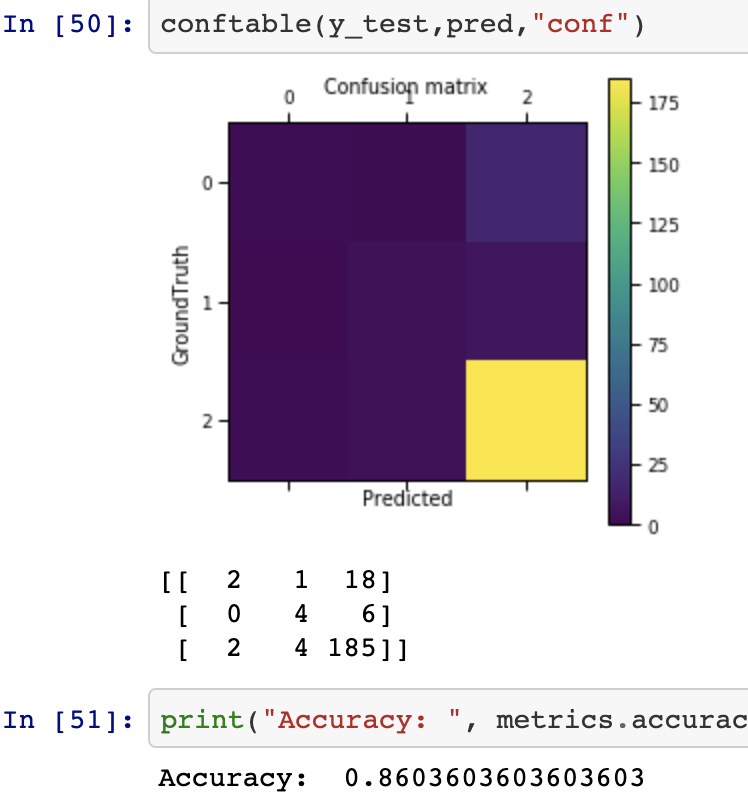 In [50]: conftable(y_test,pred,"conf")
Confusion matrix
0 1 2
0
1
2
GroundTruth
Predicted
175
150
125
100
75
50
25
0
[[ 2 1 18]
[ 0 4 6]
[ 2 4 185]]
In [51]: print("Accuracy: ", metrics.accurac
Accuracy: 0.8603603603603603